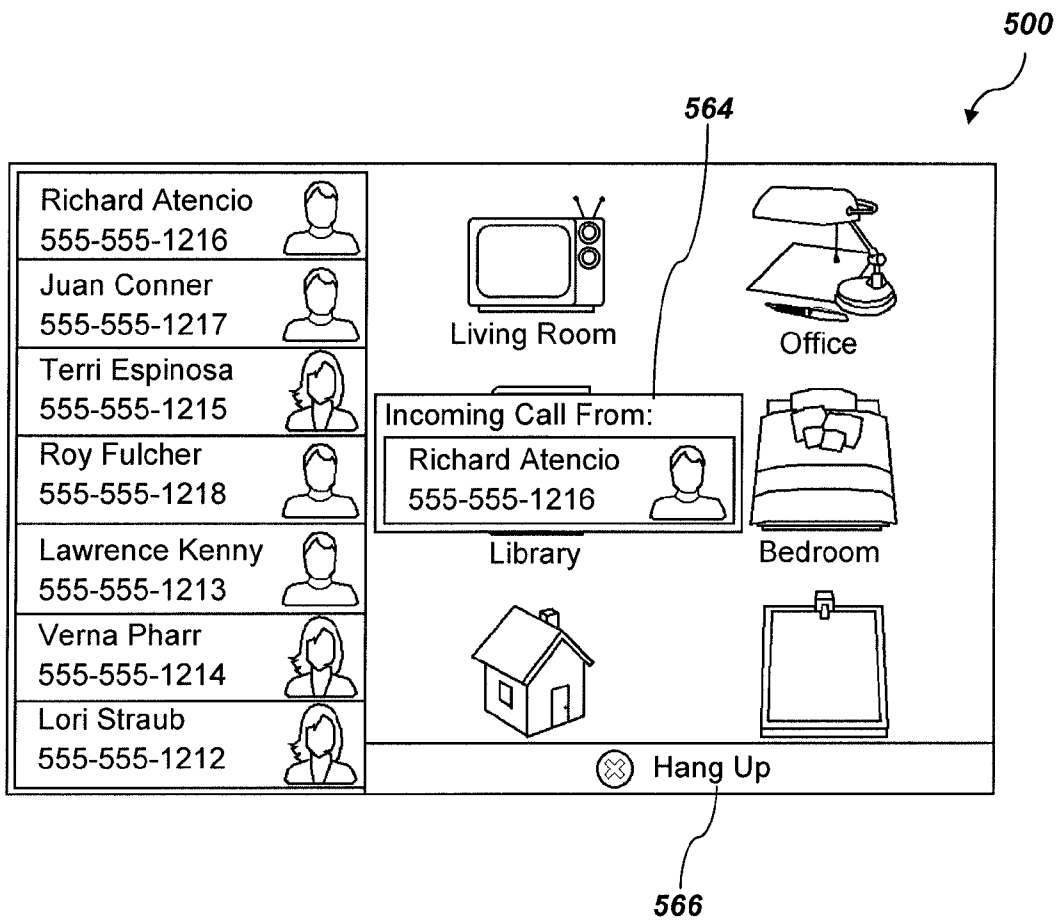 500
564
Richard Atencio
555-555-1216
Juan Conner
555-555-1217
Terri Espinosa
555-555-1215
Roy Fulcher
555-555-1218
Lawrence Kenny
555-555-1213
Verna Pharr
555-555-1214
Lori Straub
555-555-1212
Living Room
Office
Incoming Call From:
Richard Atencio
555-555-1216
Library
Bedroom
Hang Up
566